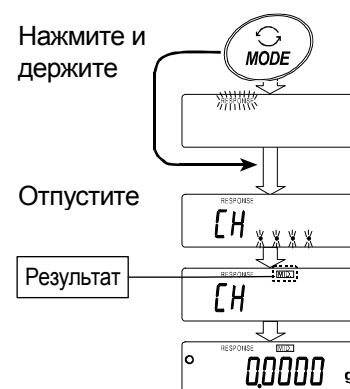 Нажмите и
держите
MODE
RESPONSE
Отпустите
RESPONSE
CH
Результат
RESPONSE MID.
CH
RESPONSE MID.
0.0000 g